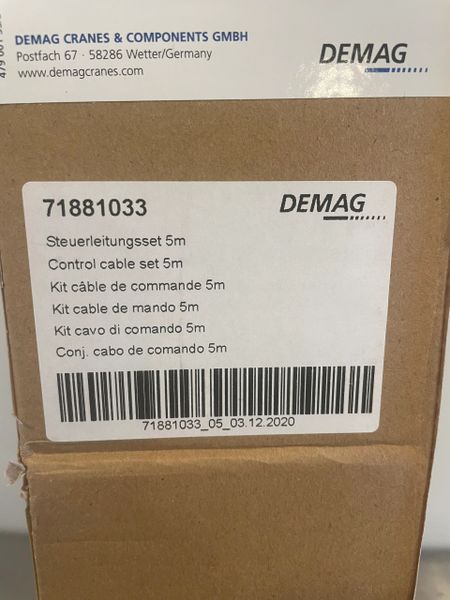 DEMAG CRANES & COMPONENTS GMBH
Postfach 67 · 58286 Wetter/Germany
www.demagcranes.com
DEMAG
71881033
DEMAG
Steuerleitungsset 5m
Control cable set 5m
Kit câble de commande 5m
Kit cable de mando 5m
Kit cavo di comando 5m
Conj. cabo de comando 5m
71881033_05_03.12.2020